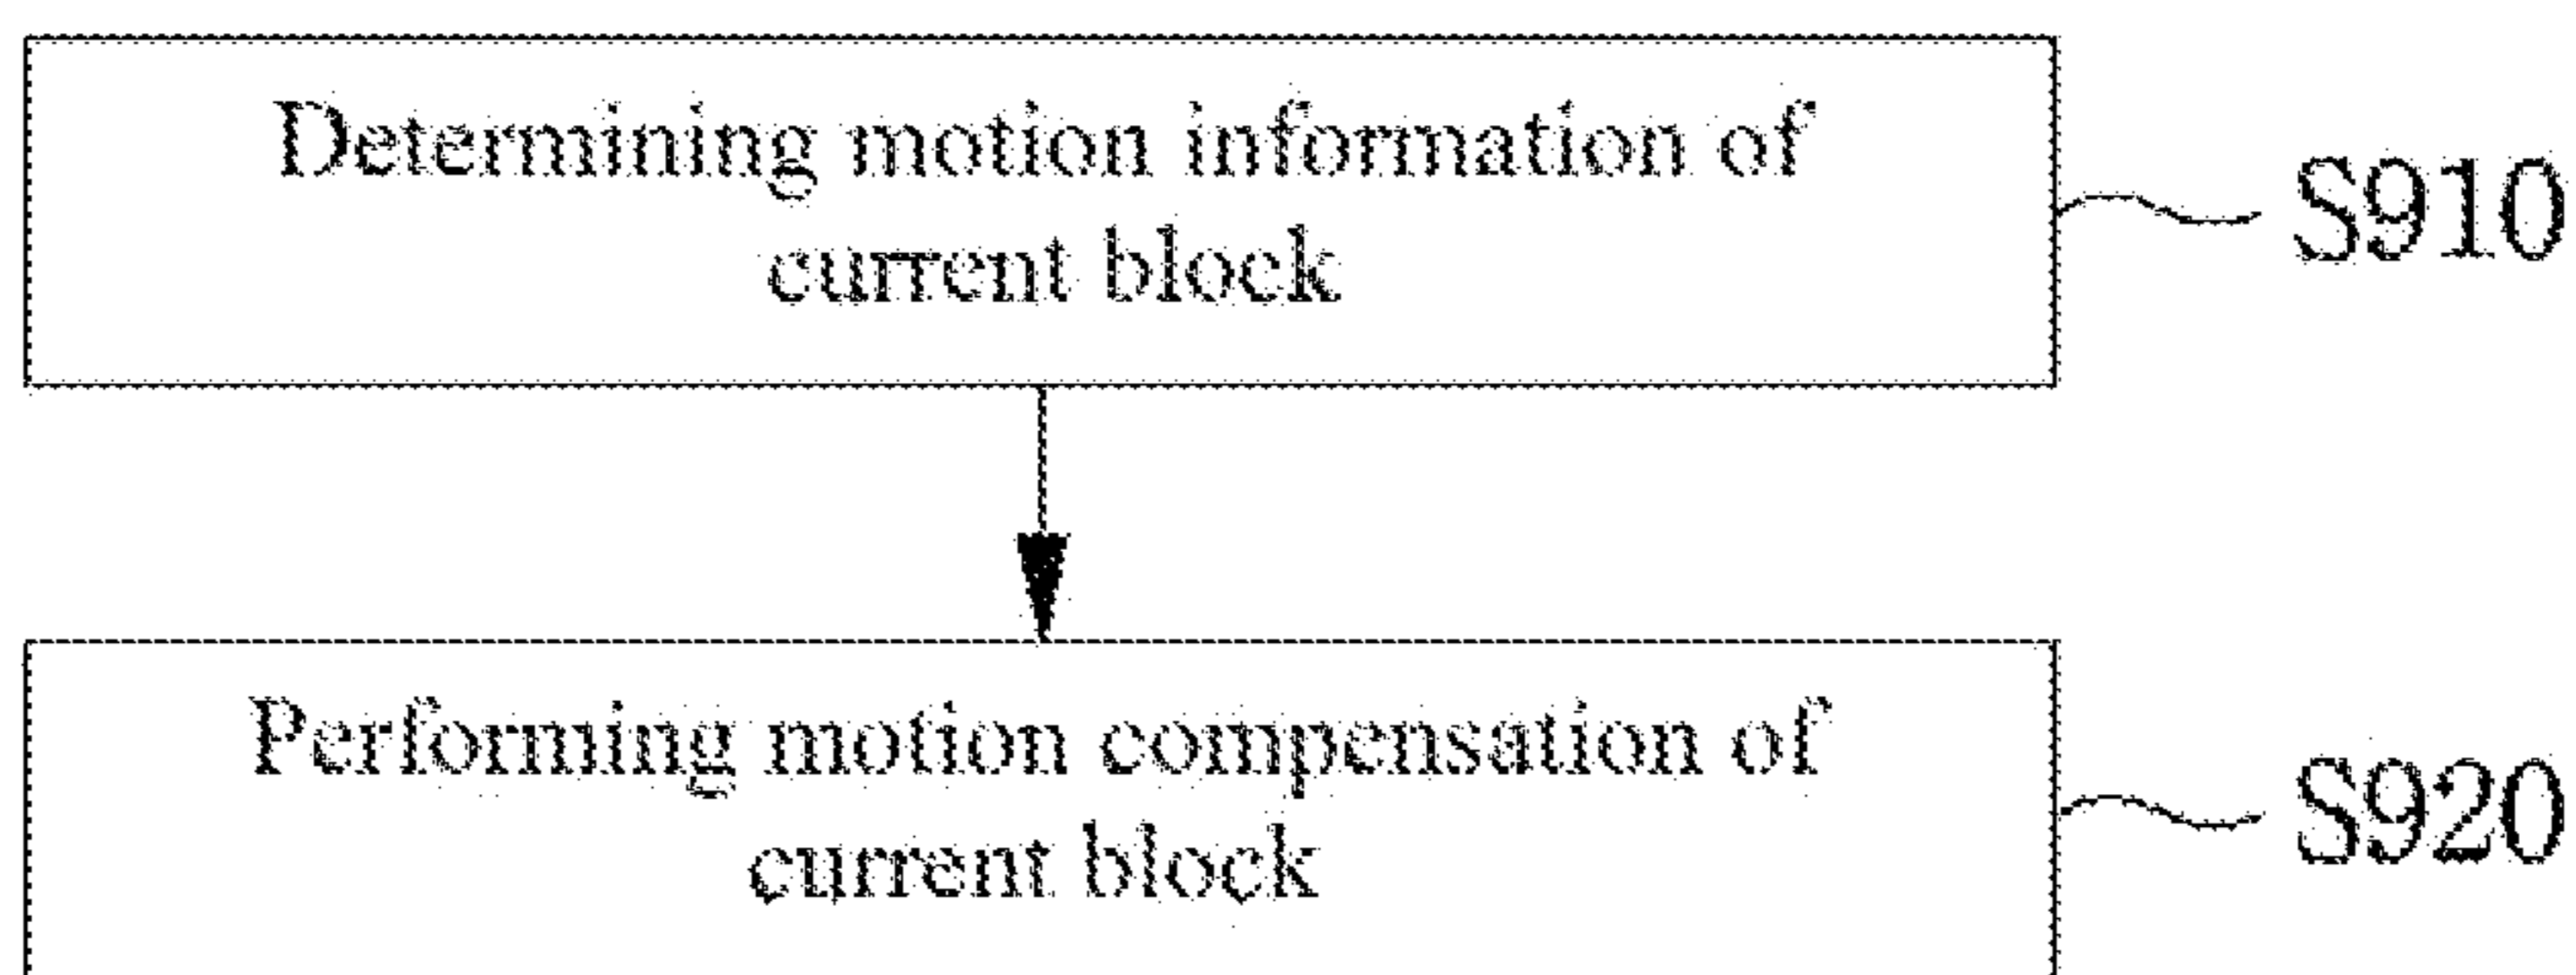 Determining motion information of
current block
S910
Performing motion compensation of
current block
S920